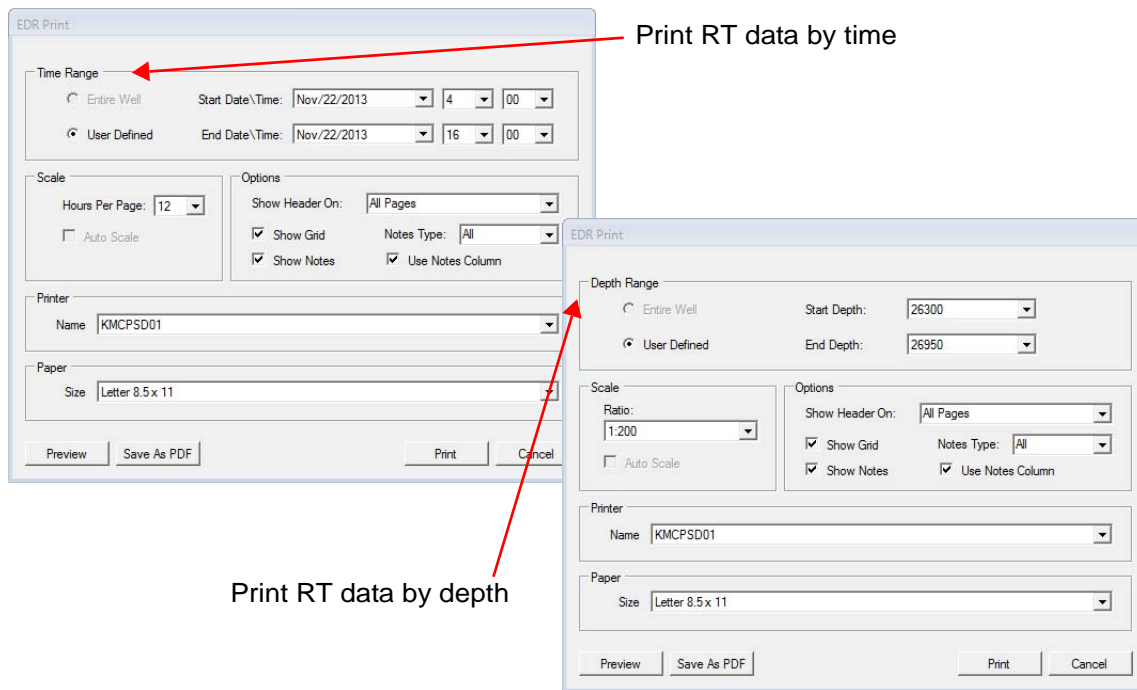 EDR Print
Print RT data by time
Time Range
Entire Well Start Date\Time: Nov/22/2013 4 00
User Defined End Date\Time: Nov/22/2013 16 00
Scale
Hours Per Page: 12
Auto Scale
Options
Show Header On: All Pages
Show Grid Notes Type: All
Show Notes Use Notes Column
Printer
Name KMCPSD01
Paper
Size Letter 8.5 x 11
Preview Save As PDF Print Cancel
EDR Print
Depth Range
Entire Well Start Depth: 26300
User Defined End Depth: 26950
Scale
Ratio:
1:200
Auto Scale
Options
Show Header On: All Pages
Show Grid Notes Type: All
Show Notes Use Notes Column
Printer
Name KMCPSD01
Paper
Size Letter 8.5 x 11
Preview Save As PDF Print Cancel
Print RT data by depth